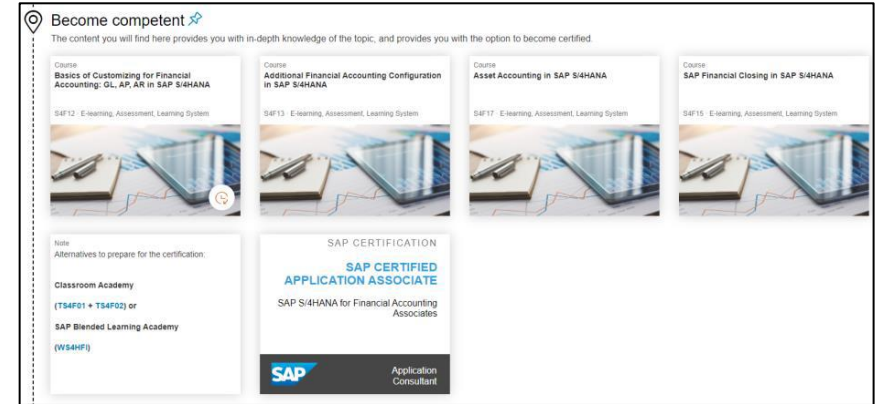 Become competent
The content you will find here provides you with in-depth knowledge of the topic, and provides you with the option to become certified.
Course
Basics of Customizing for Financial
Accounting: GL, AP, AR in SAP S/4HANA
S4F12 · E-learning, Assessment, Learning System
Course
Additional Financial Accounting Configuration
in SAP S/4HANA
S4F13 · E-learning, Assessment, Learning System
Course
Asset Accounting in SAP S/4HANA
S4F17 · E-learning, Assessment, Learning System
Course
SAP Financial Closing in SAP S/4HANA
S4F15 · E-learning, Assessment, Learning System
Note
Alternatives to prepare for the certification:
Classroom Academy
(TS4F01 + TS4F02) or
SAP Blended Learning Academy
(WS4HFI)
SAP CERTIFICATION
SAP CERTIFIED
APPLICATION ASSOCIATE
SAP S/4HANA for Financial Accounting
Associates
SAP
Application
Consultant